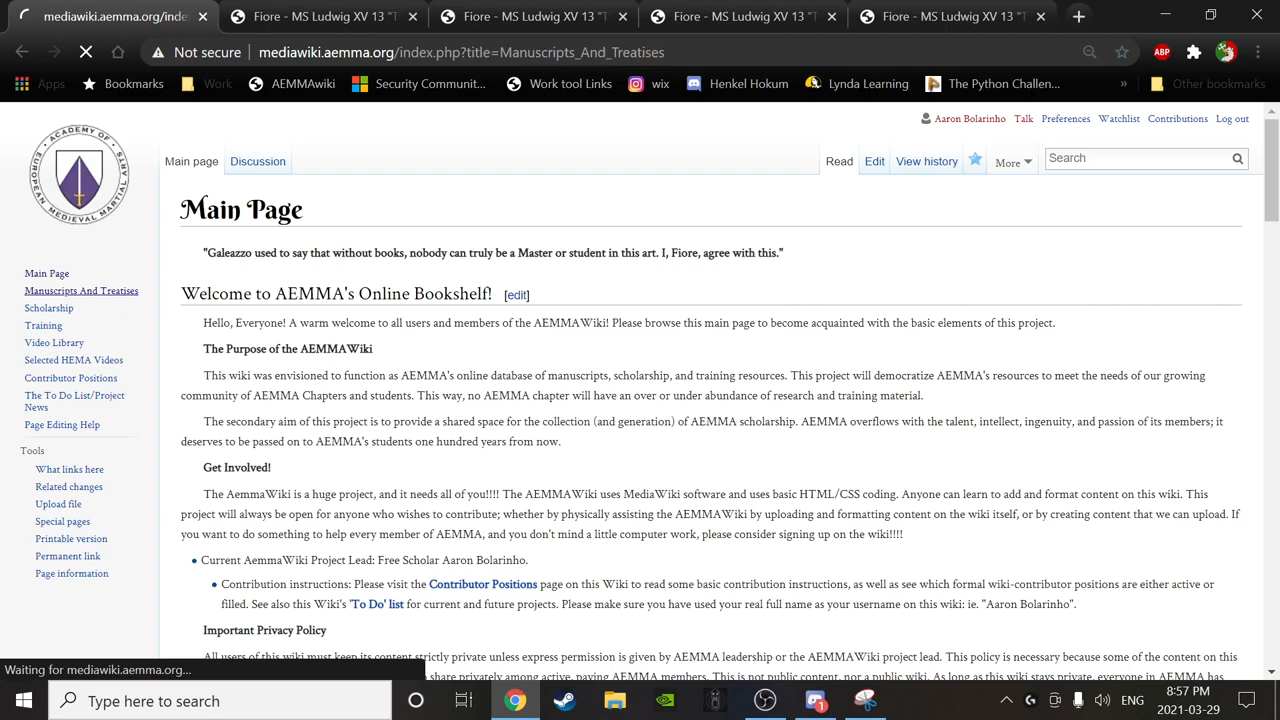 mediawiki.aemma.org/inde
Fiore - MS Ludwig XV 13 "T
Fiore - MS Ludwig XV 13 "T
Fiore - MS Ludwig XV 13 "T
Fiore - MS Ludwig XV 13 "T
Not secure
mediawiki.aemma.org/index.php?title=Manuscripts_And_Treatises
ABP
Apps
Bookmarks
Work
AEMMAwiki
Security Communit...
Work tool Links
wix
Henkel Hokum
Lynda Learning
The Python Challen...
»
Other bookmarks
ACADEMY OF EUROPEAN MEDIEVAL MARTIAL ARTS
Aaron Bolarinho Talk Preferences Watchlist Contributions Log out
Main page Discussion
Read Edit View history More Search
Main Page
"Galeazzo used to say that without books, nobody can truly be a Master or student in this art. I, Fiore, agree with this."
Welcome to AEMMA's Online Bookshelf! [edit]
Hello, Everyone! A warm welcome to all users and members of the AEMMAWiki! Please browse this main page to become acquainted with the basic elements of this project.
The Purpose of the AEMMAWiki
This wiki was envisioned to function as AEMMA's online database of manuscripts, scholarship, and training resources. This project will democratize AEMMA's resources to meet the needs of our growing
community of AEMMA Chapters and students. This way, no AEMMA chapter will have an over or under abundance of research and training material.
The secondary aim of this project is to provide a shared space for the collection (and generation) of AEMMA scholarship. AEMMA overflows with the talent, intellect, ingenuity, and passion of its members; it
deserves to be passed on to AEMMA's students one hundred years from now.
Get Involved!
The AemmaWiki is a huge project, and it needs all of you!!!! The AEMMAWiki uses MediaWiki software and uses basic HTML/CSS coding. Anyone can learn to add and format content on this wiki. This
project will always be open for anyone who wishes to contribute; whether by physically assisting the AEMMAWiki by uploading and formatting content on the wiki itself, or by creating content that we can upload. If
you want to do something to help every member of AEMMA, and you don't mind a little computer work, please consider signing up on the wiki!!!!
• Current AemmaWiki Project Lead: Free Scholar Aaron Bolarinho.
• Contribution instructions: Please visit the Contributor Positions page on this Wiki to read some basic contribution instructions, as well as see which formal wiki-contributor positions are either active or
filled. See also this Wiki's 'To Do' list for current and future projects. Please make sure you have used your real full name as your username on this wiki: ie. "Aaron Bolarinho".
Important Privacy Policy
All users of this wiki must keep its content strictly private unless express permission is given by AEMMA leadership or the AEMMAWiki project lead. This policy is necessary because some of the content on this
share privately among active, paying AEMMA members. This is not public content, nor a public wiki. As long as this wiki stays private, everyone in AEMMA has
Main Page
Manuscripts And Treatises
Scholarship
Training
Video Library
Selected HEMA Videos
Contributor Positions
The To Do List/Project
News
Page Editing Help
Tools
What links here
Related changes
Upload file
Special pages
Printable version
Permanent link
Page information
Waiting for mediawiki.aemma.org...
Type here to search
1
ENG
8:57 PM
2021-03-29